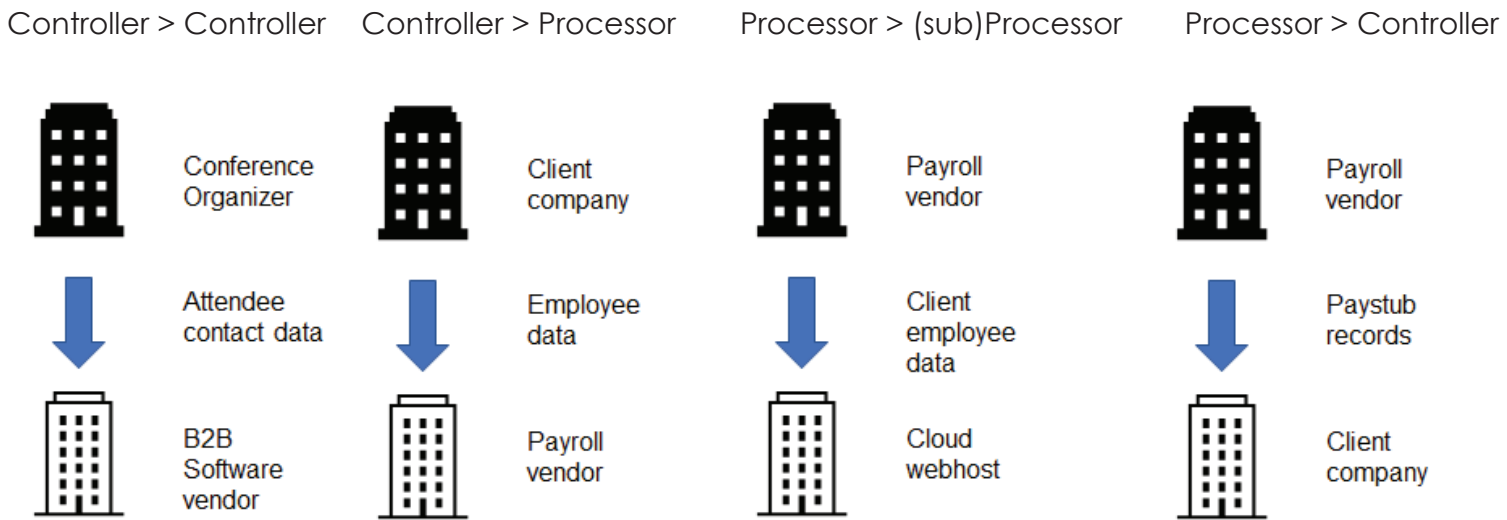 Controller > Controller
Controller > Processor
Processor > (sub)Processor
Processor > Controller
Conference
Organizer
Attendee
contact data
B2B
Software
vendor
Client
company
Employee
data
Payroll
vendor
Payroll
vendor
Client
employee
data
Cloud
webhost
Payroll
vendor
Paystub
records
Client
company